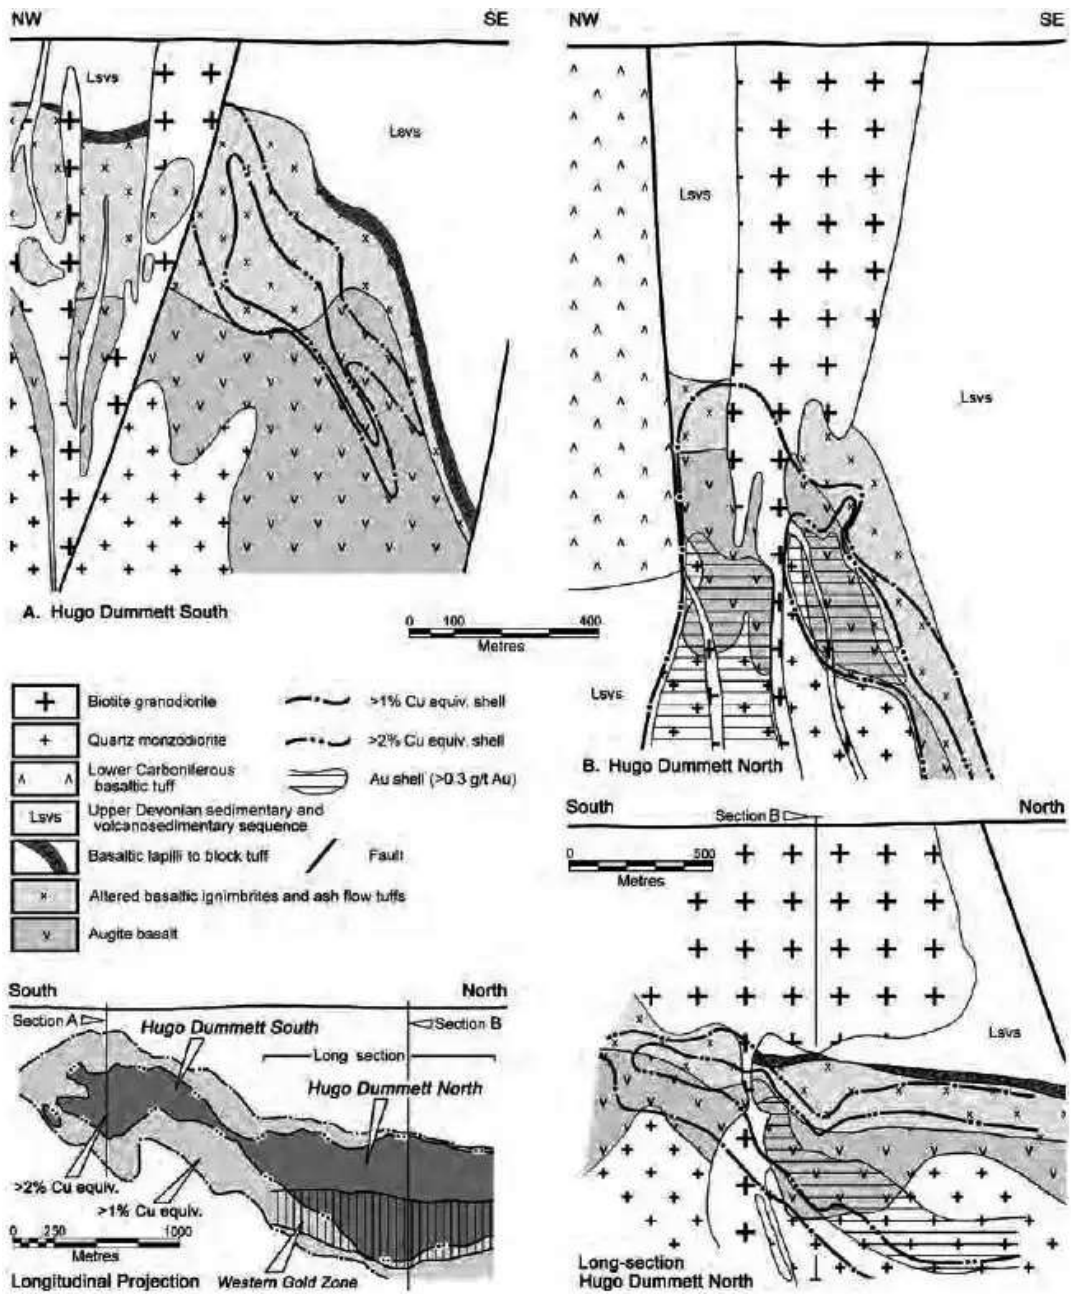 NW
SE
Lsvs
Lsvs
A. Hugo Dummett South
0 100 400
Metres
NW
SE
Lsvs
Lsvs
Lsvs
B. Hugo Dummett North
Biotite granodiorite
Quartz monzodiorite
Lower Carboniferous
basaltic tuff
Lsvs
Upper Devonian sedimentary and
volcanosedimentary sequence
Basaltic lapilli to block tuff
Altered basaltic ignimbrites and ash flow tuffs
Augite basalt
>1% Cu equiv. shell
>2% Cu equiv. shell
Au shell (>0.3 g/t Au)
Fault
South
North
Section A
Section B
Hugo Dummett South
Long section
Hugo Dummett North
>2% Cu equiv.
>1% Cu equiv.
0 250 1000
Metres
Western Gold Zone
Longitudinal Projection
South
North
Section B
0 500
Metres
Lsvs
Long-section
Hugo Dummett North